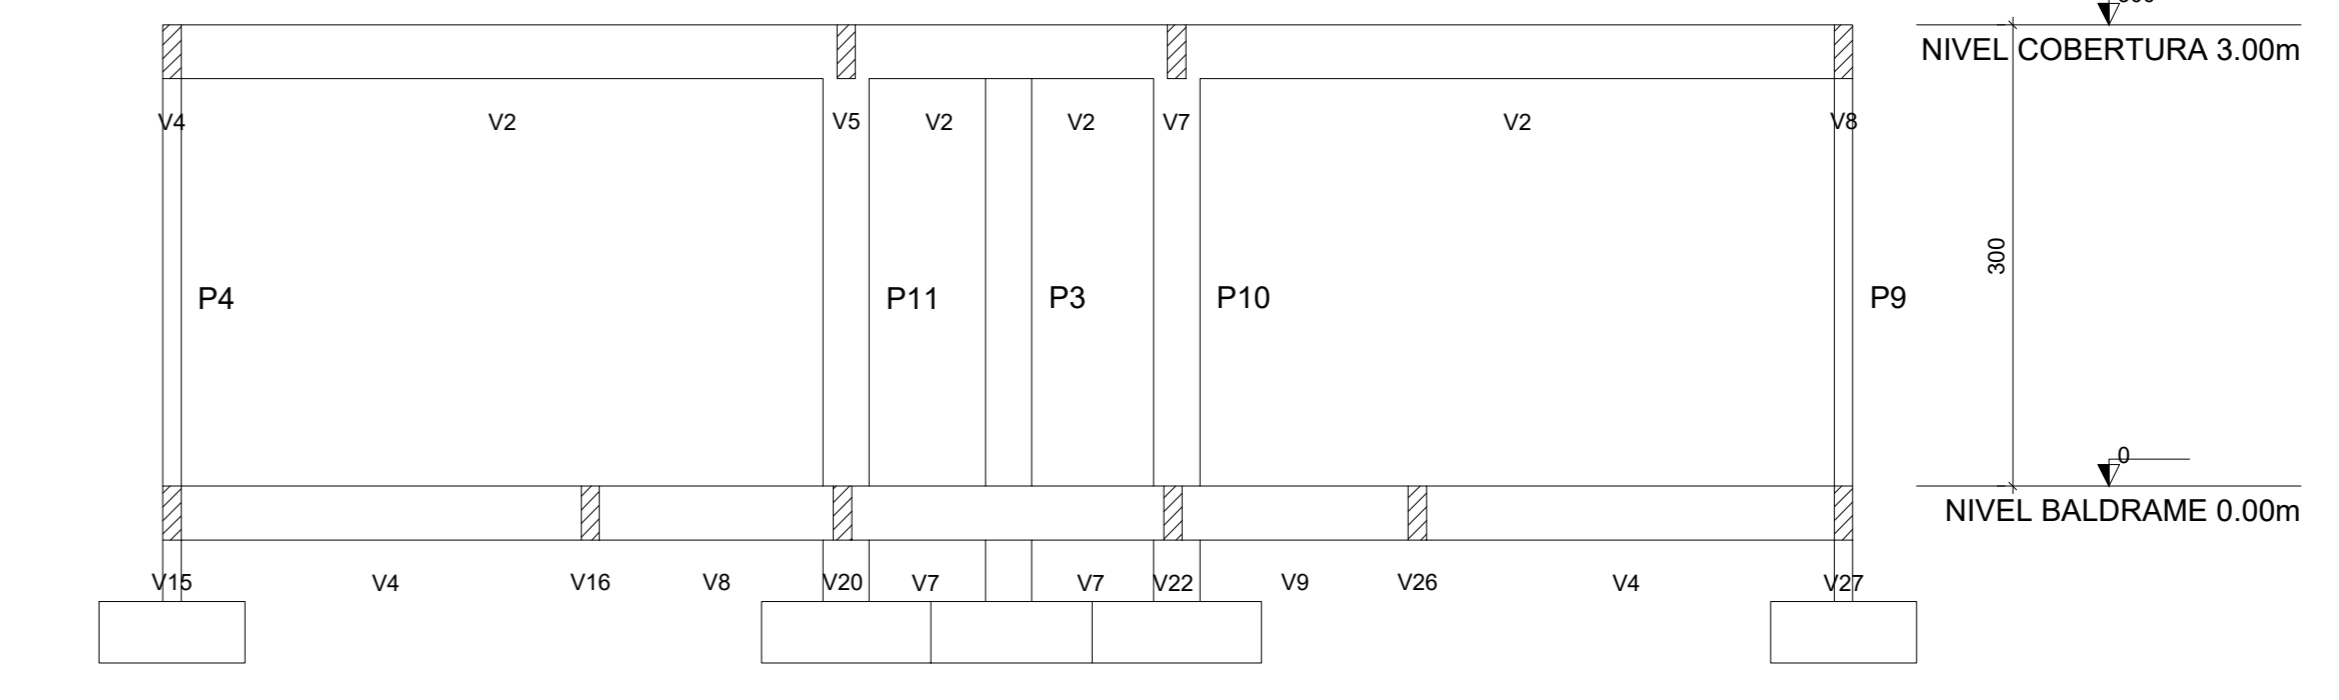 NIVEL COBERTURA 3.00m
V4
V2
V5
V2
V2
V7
V2
V8
300
P4
P11
P3
P10
P9
0
NIVEL BALDRAME 0.00m
V15
V4
V16
V8
V20
V7
V7
V22
V9
V26
V4
V27